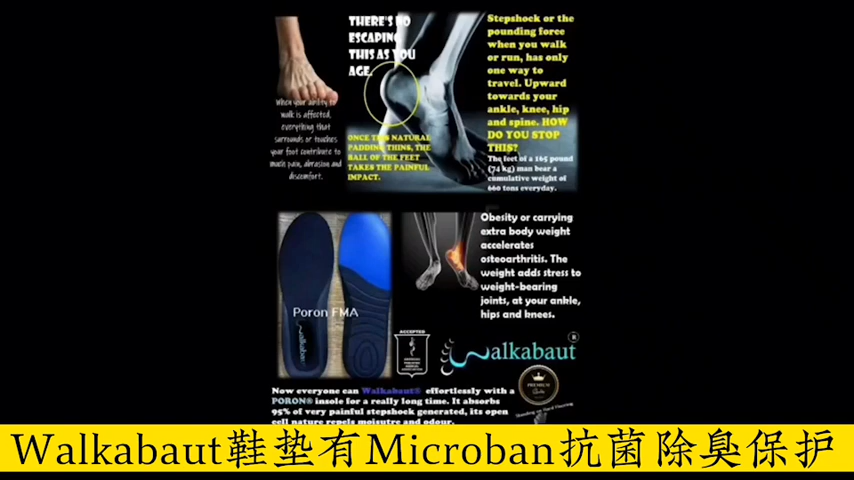 THERE'S NO
ESCAPING
THIS AS YOU
AGE.
When your ability to
walk is affected,
everything that
surrounds or touches
your foot contribute to
much pain, abrasion and
discomfort.
ONCE THIS NATURAL
PADDING THINS, THE
BALL OF THE FEET
TAKES THE PAINFUL
IMPACT.
Stepshock or the
pounding force
when you walk
or run, has only
one way to
travel. Upward
towards your
ankle, knee, hip
and spine. HOW
DO YOU STOP
THIS?
The feet of a 165 pound
(74 kg) man bear a
cumulative weight of
660 tons everyday.
Poron FMA
Walkabaut
Obesity or carrying
extra body weight
accelerates
osteoarthritis. The
weight adds stress to
weight-bearing
joints, at your ankle,
hips and knees.
ACCEPTED
Walkabaut®
PREMIUM
Standing on Hard Flooring
Now everyone can Walkabaut® effortlessly with a
PORON® insole for a really long time. It absorbs
95% of very painful stepshock generated, its open
cell nature repels moisutre and odour.
Walkabaut鞋垫有Microban抗菌除臭保护